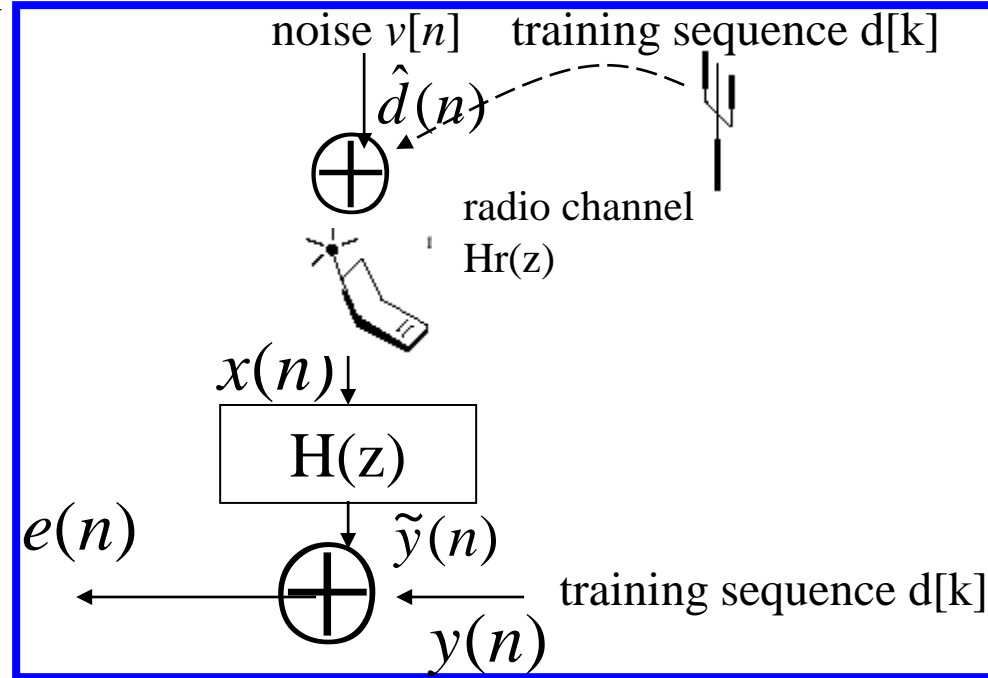 noise v[n] training sequence d[k]
d̂(n)
radio channel
Hr(z)
x(n)
H(z)
e(n)
ỹ(n)
training sequence d[k]
y(n)